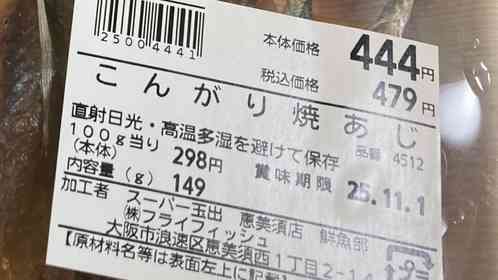 25004441
本体価格 444円
税込価格 479円
こんがり焼あじ
直射日光・高温多湿を避けて保存 品番 4512
100g当り
(本体) 298円 賞味期限 25.11.1
内容量(g) 149
加工者 スーパー玉出 恵美須店 鮮魚部
㈱フライフィッシュ
大阪市浪速区恵美須西1丁目2-1
【原材料名等は表面左上に記載